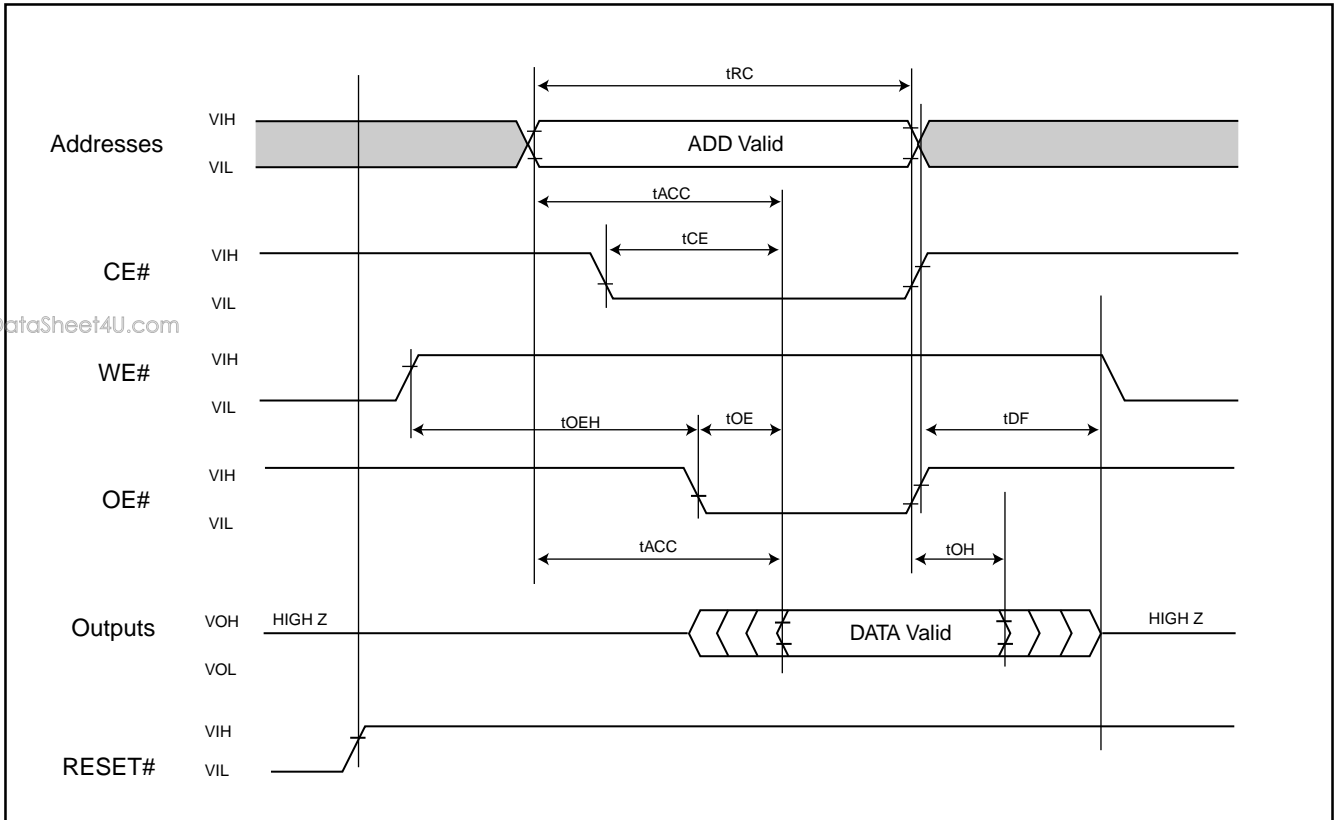 tRC
VIH
Addresses
ADD Valid
VIL
tACC
tCE
VIH
CE#
VIL
ataSheet4U.com
VIH
WE#
VIL
tOEH
tOE
tDF
VIH
OE#
VIL
tACC
tOH
Outputs
VOH
HIGH Z
DATA Valid
HIGH Z
VOL
VIH
RESET#
VIL